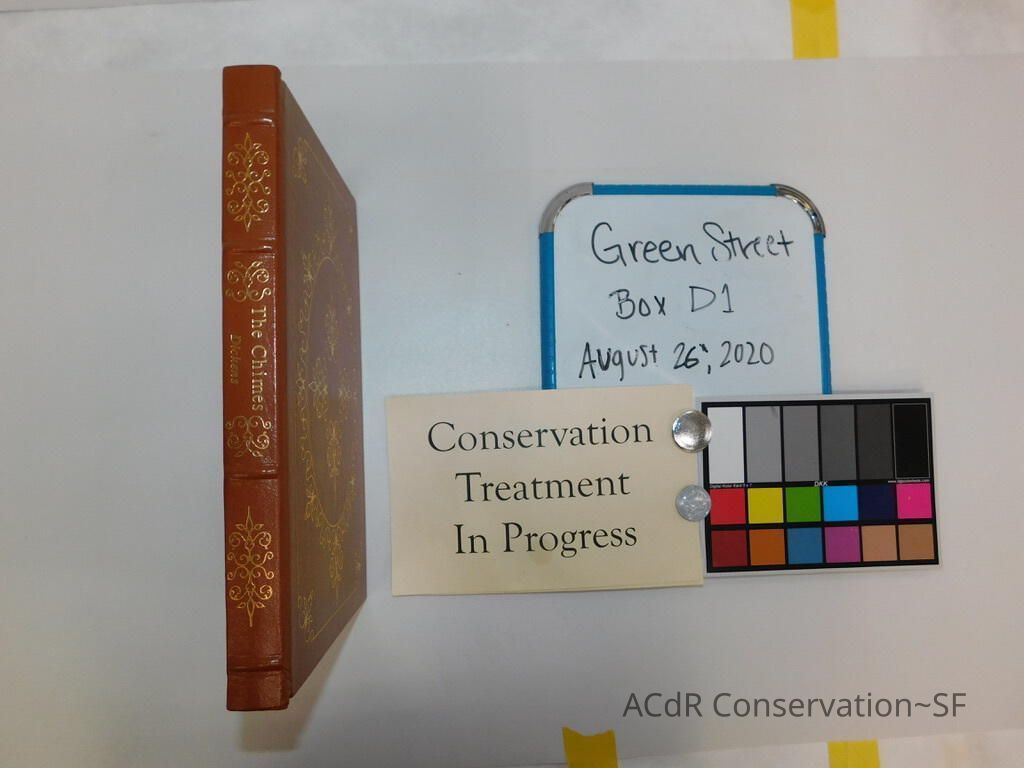 The Chimes
Dickens
Green Street
Box D1
August 26, 2020
Conservation
Treatment
In Progress
DKK
ACdR Conservation~SF